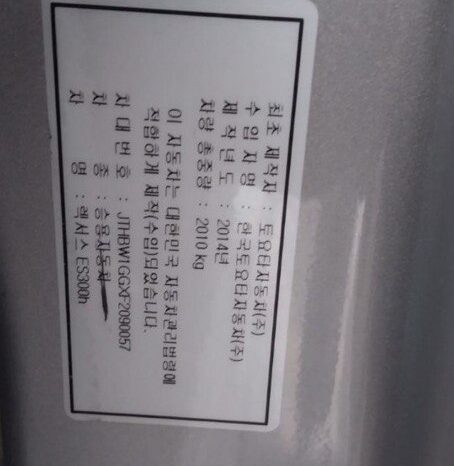 최초 제작자 : 토요타자동차(주)
수 입 자 명 : 한국토요타자동차(주)
제 작 년 도 : 2014년
차량 총중량 : 2010 kg
이 자동차는 대한민국 자동차관리법령에
적합하게 제작(수입)되었습니다.
차 대 번 호 : JTHBW1GGXF2090057
차 종 : 승용자동차
차 명 : 렉서스 ES300h